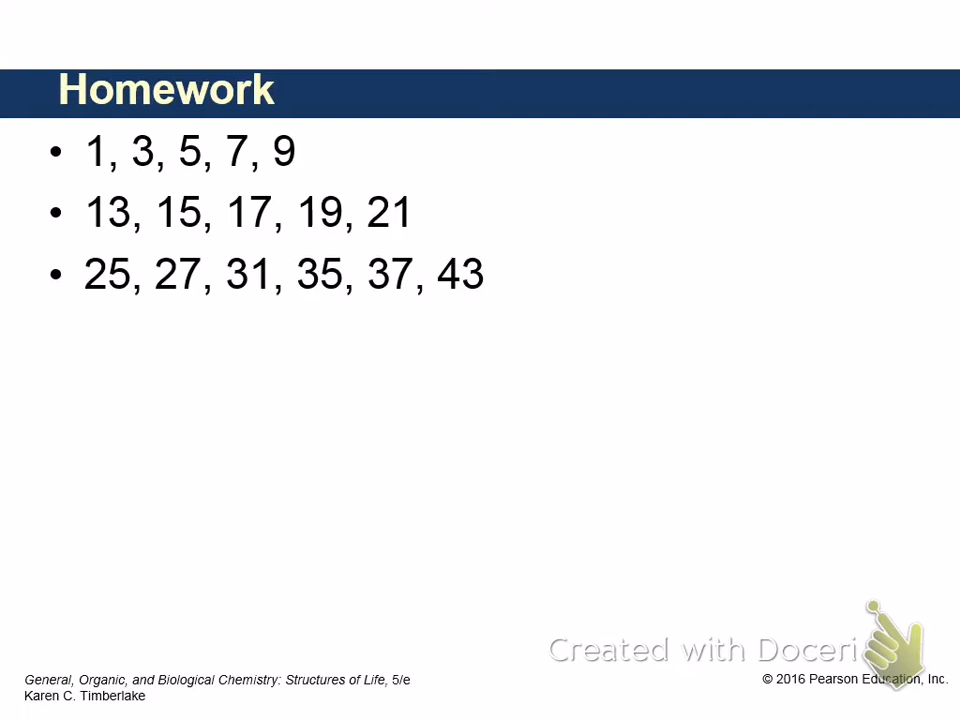 Homework
• 1, 3, 5, 7, 9
• 13, 15, 17, 19, 21
• 25, 27, 31, 35, 37, 43
Created with Doceri
General, Organic, and Biological Chemistry: Structures of Life, 5/e
Karen C. Timberlake
© 2016 Pearson Education, Inc.